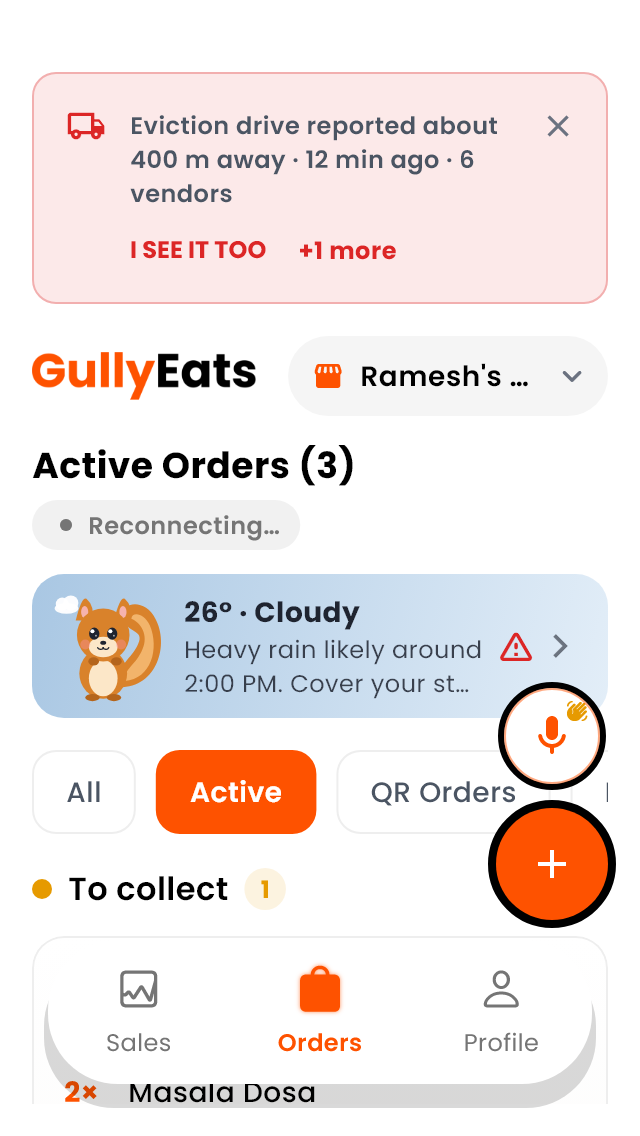 Eviction drive reported about
400 m away · 12 min ago · 6
vendors
I SEE IT TOO +1 more
GullyEats
Ramesh's ...
Active Orders (3)
Reconnecting...
26° · Cloudy
Heavy rain likely around
2:00 PM. Cover your st...
All Active QR Orders
To collect 1
2× Masala Dosa
Sales Orders Profile